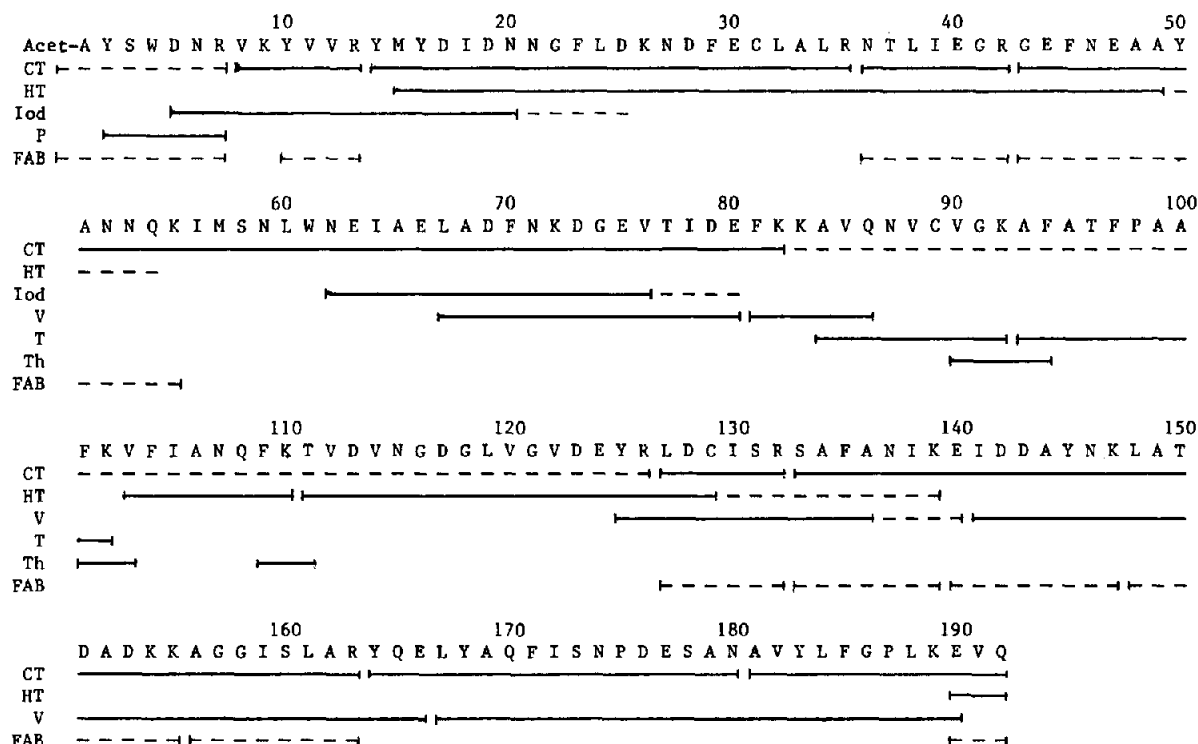 10 20 30 40 50
Acet-A Y S W D N R V K Y V V R Y M Y D I D N N G F L D K N D F E C L A L R N T L I E G R G E F N E A A Y
CT
HT
Iod
P
FAB
60 70 80 90 100
A N N Q K I M S N L W N E I A E L A D F N K D G E V T I D E F K K A V Q N V C V G K A F A T F P A A
CT
HT
Iod
V
T
Th
FAB
110 120 130 140 150
F K V F I A N Q F K T V D V N G D G L V G V D E Y R L D C I S R S A F A N I K E I D D A Y N K L A T
CT
HT
V
T
Th
FAB
160 170 180 190
D A D K K A G G I S L A R Y Q E L Y A Q F I S N P D E S A N A V Y L F G P L K E V Q
CT
HT
V
FAB